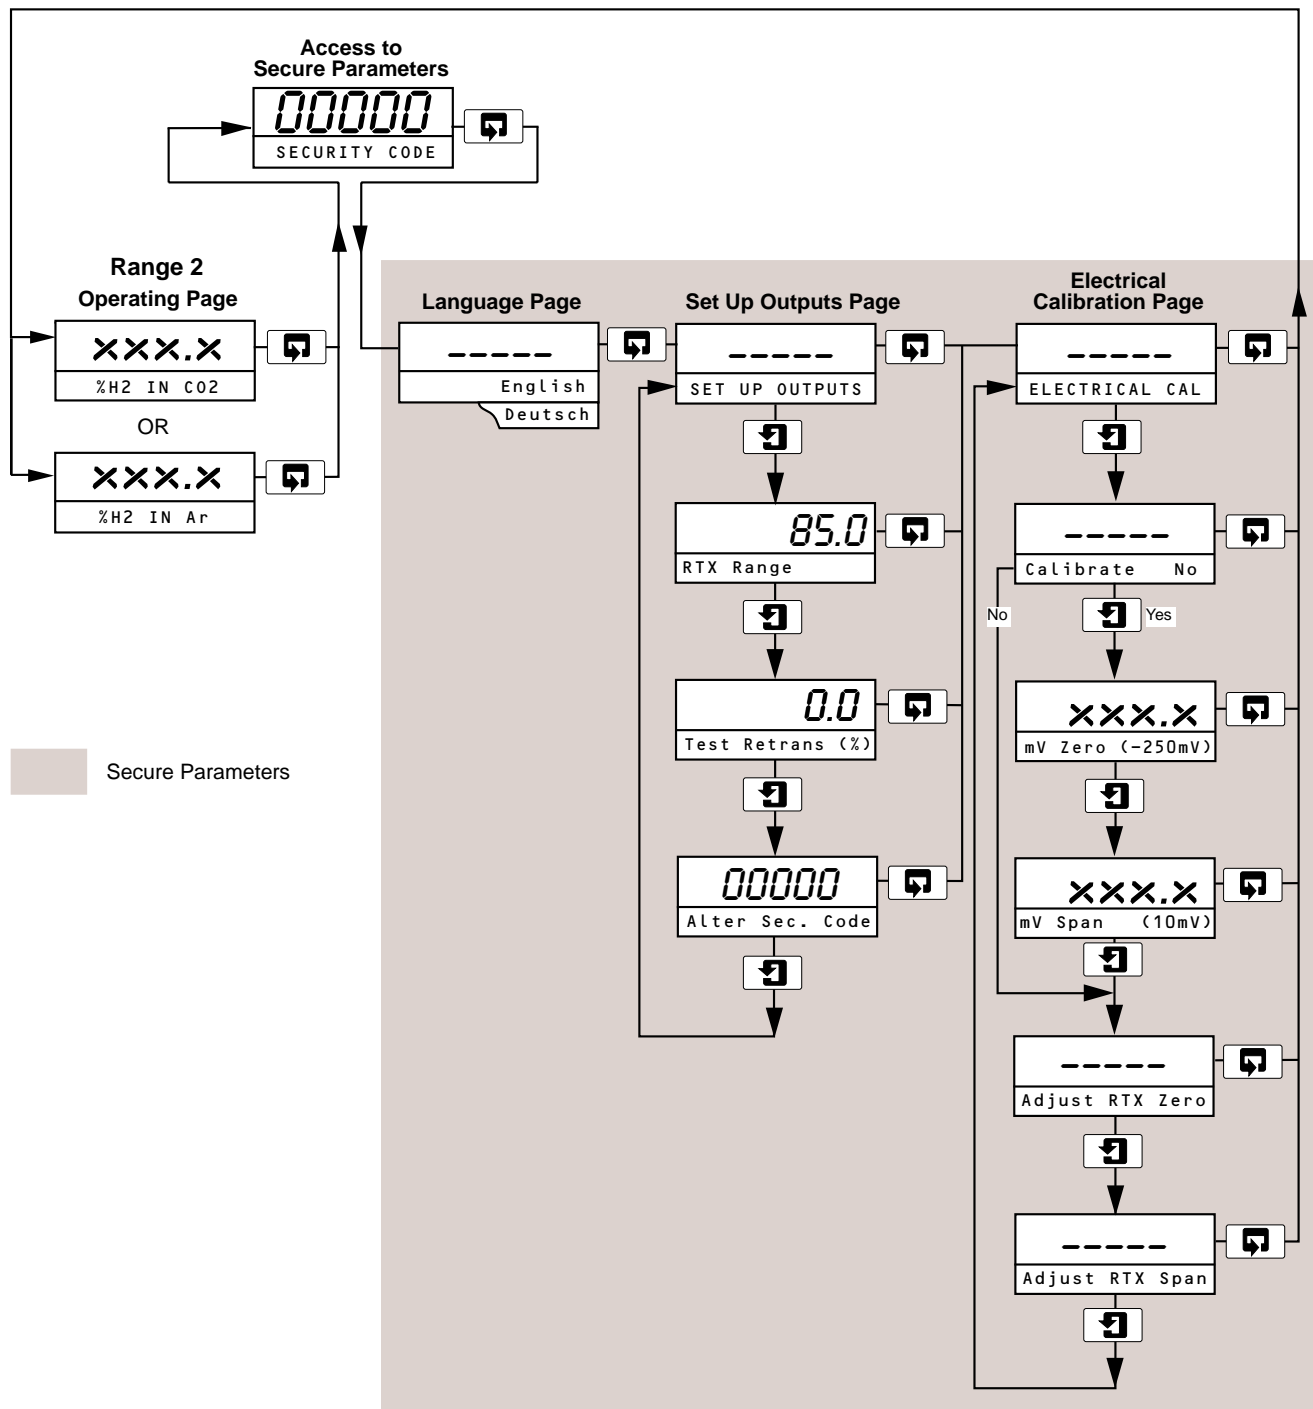 Access to
Secure Parameters
00000
SECURITY CODE
Range 2
Operating Page
xxx.x
%H2 IN CO2
OR
xxx.x
%H2 IN Ar
Secure Parameters
Language Page
-----
English
Deutsch
Set Up Outputs Page
-----
SET UP OUTPUTS
85.0
RTX Range
0.0
Test Retrans (%)
00000
Alter Sec. Code
Electrical
Calibration Page
-----
ELECTRICAL CAL
-----
Calibrate No
No
Yes
xxx.x
mV Zero (-250mV)
xxx.x
mV Span (10mV)
-----
Adjust RTX Zero
-----
Adjust RTX Span